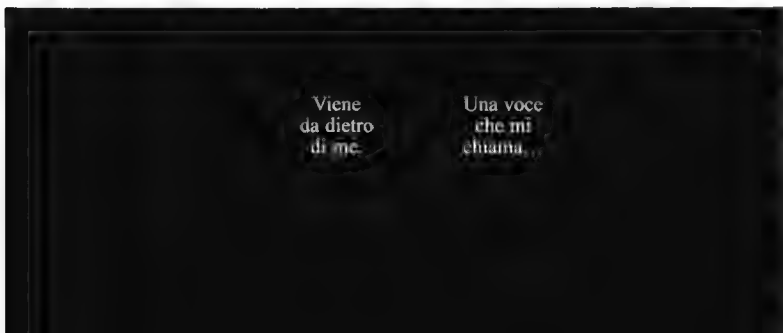 Una voce
che mi
chiama...
Viene
da dietro
di me.